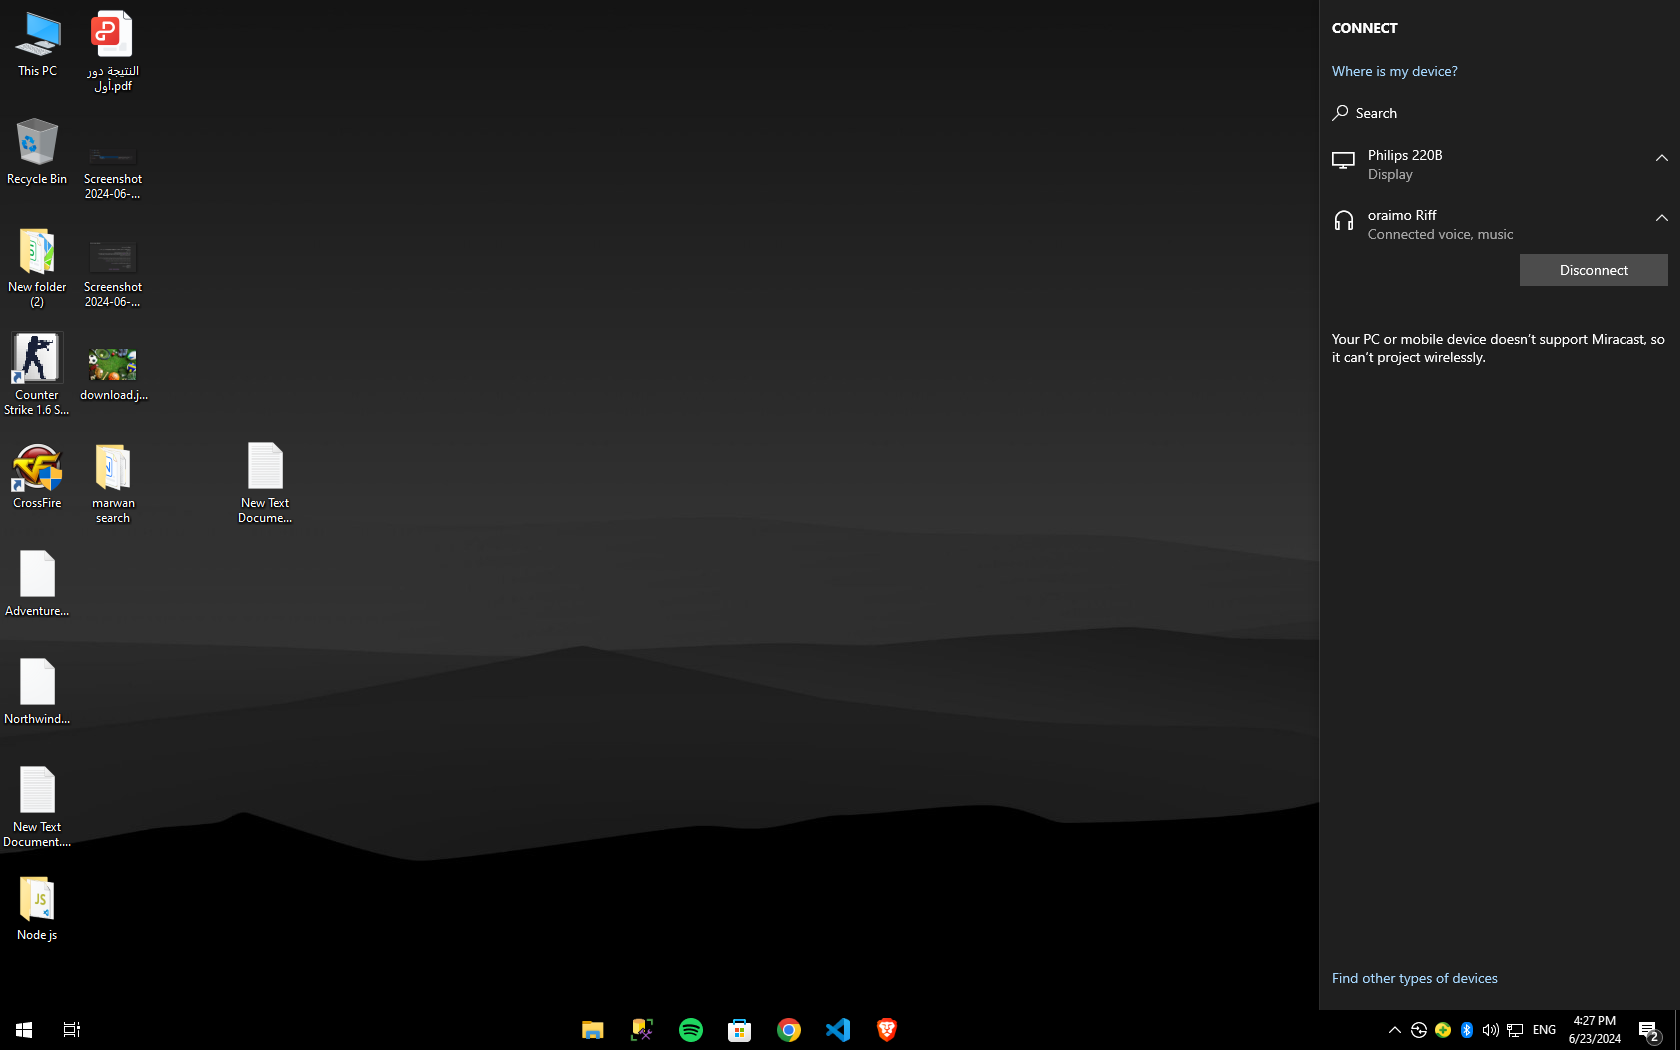 This PC
النتيجة دور
أول.pdf
Recycle Bin
Screenshot
2024-06-...
New folder
(2)
Screenshot
2024-06-...
Counter
Strike 1.6 S...
download.j...
CrossFire
marwan
search
New Text
Docume...
Adventure...
Northwind...
New Text
Document....
JS
Node js
CONNECT
Where is my device?
Search
Philips 220B
Display
oraimo Riff
Connected voice, music
Disconnect
Your PC or mobile device doesn't support Miracast, so
it can't project wirelessly.
Find other types of devices
ENG
4:27 PM
6/23/2024
2